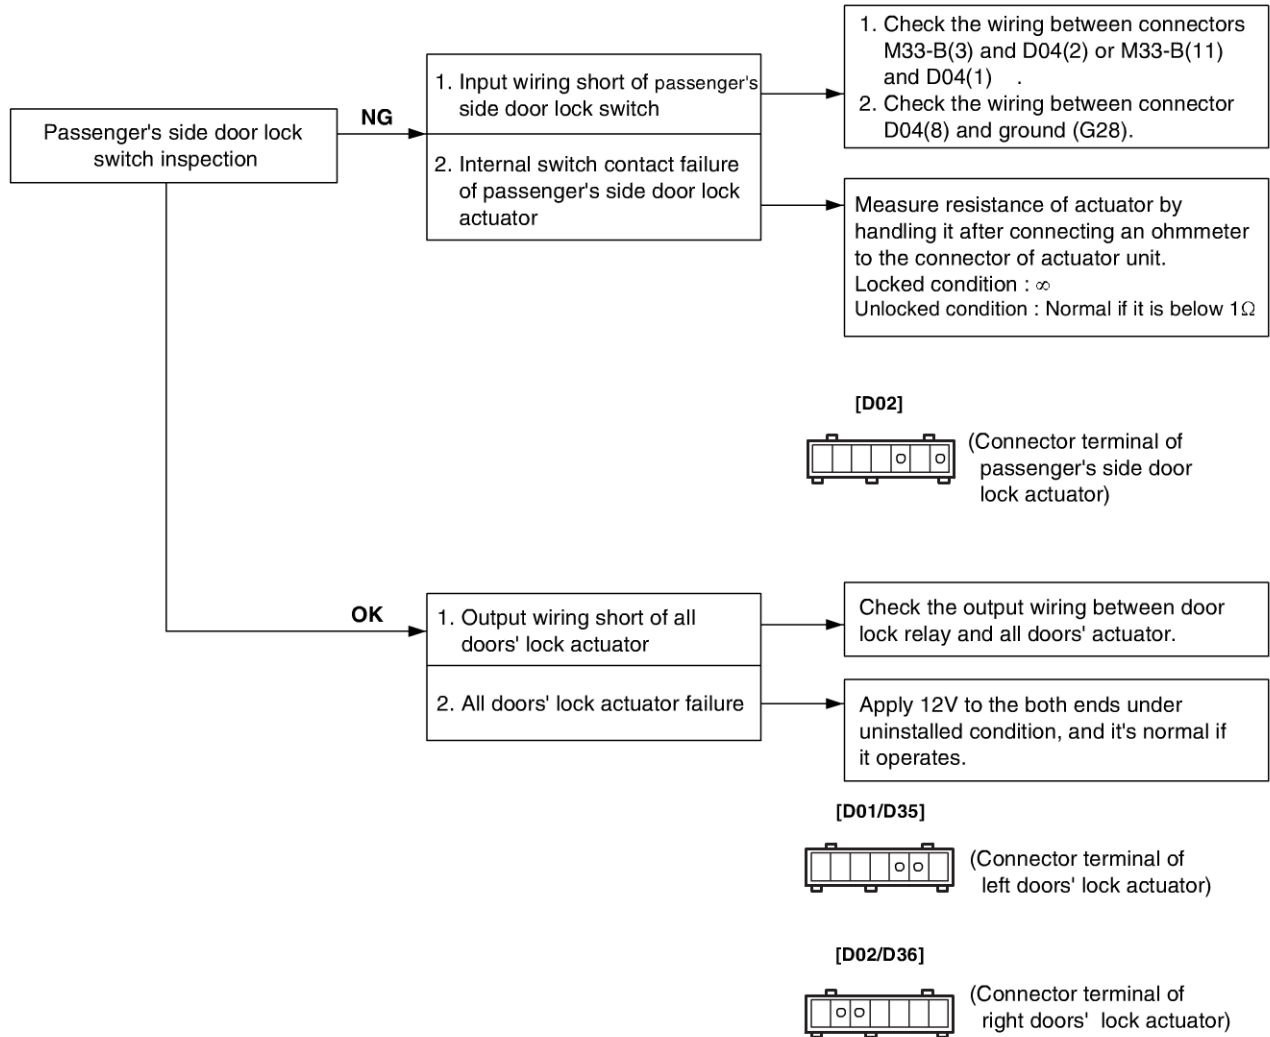 Passenger's side door lock
switch inspection
NG
1. Input wiring short of passenger's
side door lock switch
2. Internal switch contact failure
of passenger's side door lock
actuator
1. Check the wiring between connectors
M33-B(3) and D04(2) or M33-B(11)
and D04(1) .
2. Check the wiring between connector
D04(8) and ground (G28).
Measure resistance of actuator by
handling it after connecting an ohmmeter
to the connector of actuator unit.
Locked condition : ∞
Unlocked condition : Normal if it is below 1Ω
[D02]
(Connector terminal of
passenger's side door
lock actuator)
OK
1. Output wiring short of all
doors' lock actuator
2. All doors' lock actuator failure
Check the output wiring between door
lock relay and all doors' actuator.
Apply 12V to the both ends under
uninstalled condition, and it's normal if
it operates.
[D01/D35]
(Connector terminal of
left doors' lock actuator)
[D02/D36]
(Connector terminal of
right doors' lock actuator)